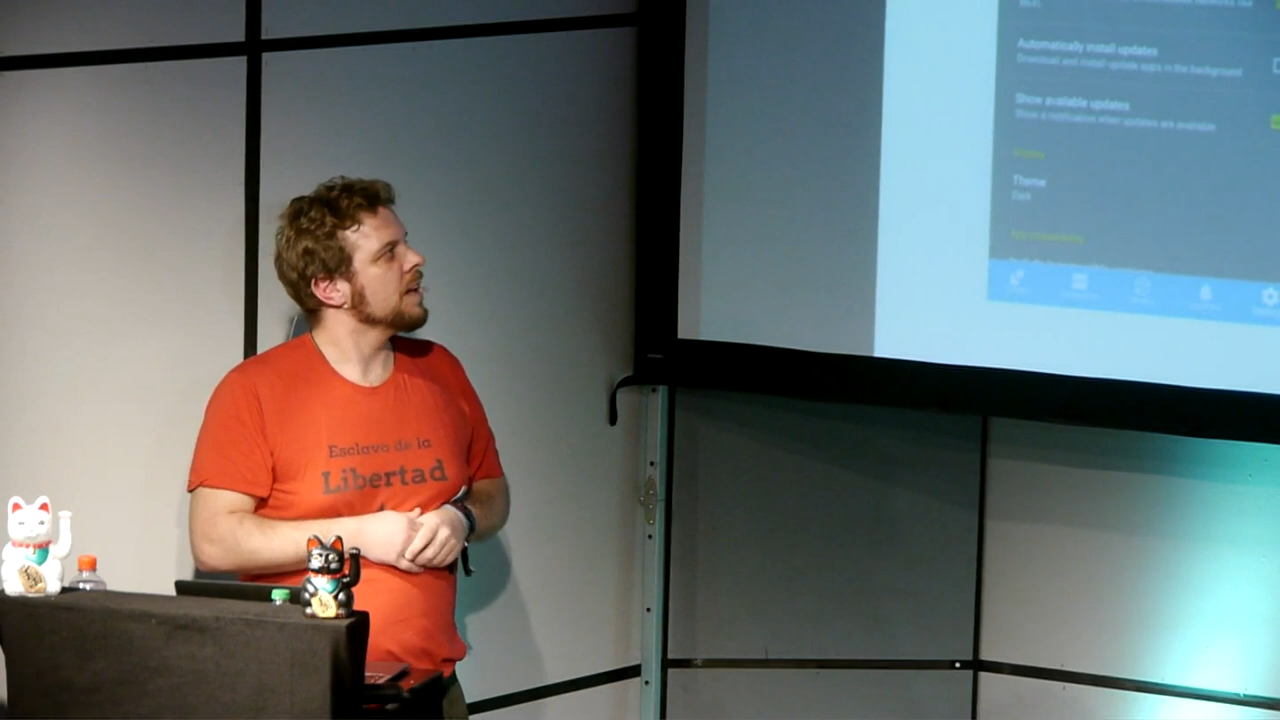 Automatically install updates
Download and install update apps in the background
Show available updates
Show a notification when updates are available
Display
Theme
Dark
Esclavo de la
Libertad